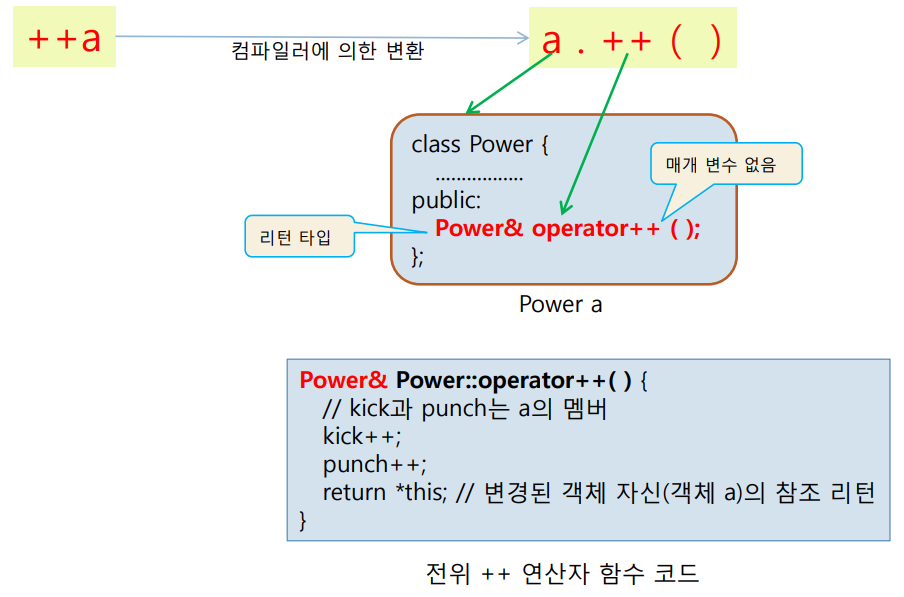 ++a
컴파일러에 의한 변환
a . ++ ( )
class Power {
.................
public:
매개 변수 없음
Power& operator++ ( );
리턴 타입
};
Power a
Power& Power::operator++( ) {
// kick과 punch는 a의 멤버
kick++;
punch++;
return *this; // 변경된 객체 자신(객체 a)의 참조 리턴
}
전위 ++ 연산자 함수 코드